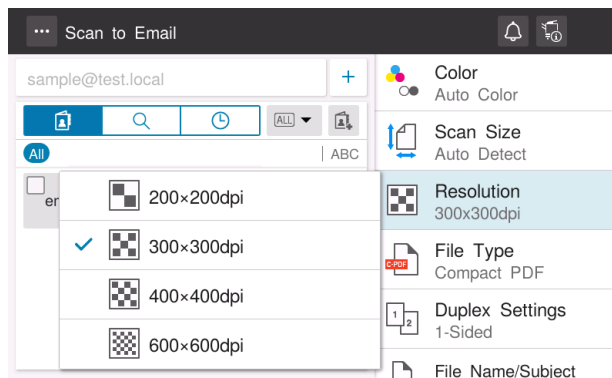 Scan to Email
sample@test.local
+
ALL
All
ABC
er
200×200dpi
300×300dpi
400×400dpi
600×600dpi
Color
Auto Color
Scan Size
Auto Detect
Resolution
300x300dpi
C-PDF
File Type
Compact PDF
1 2
Duplex Settings
1-Sided
File Name/Subject